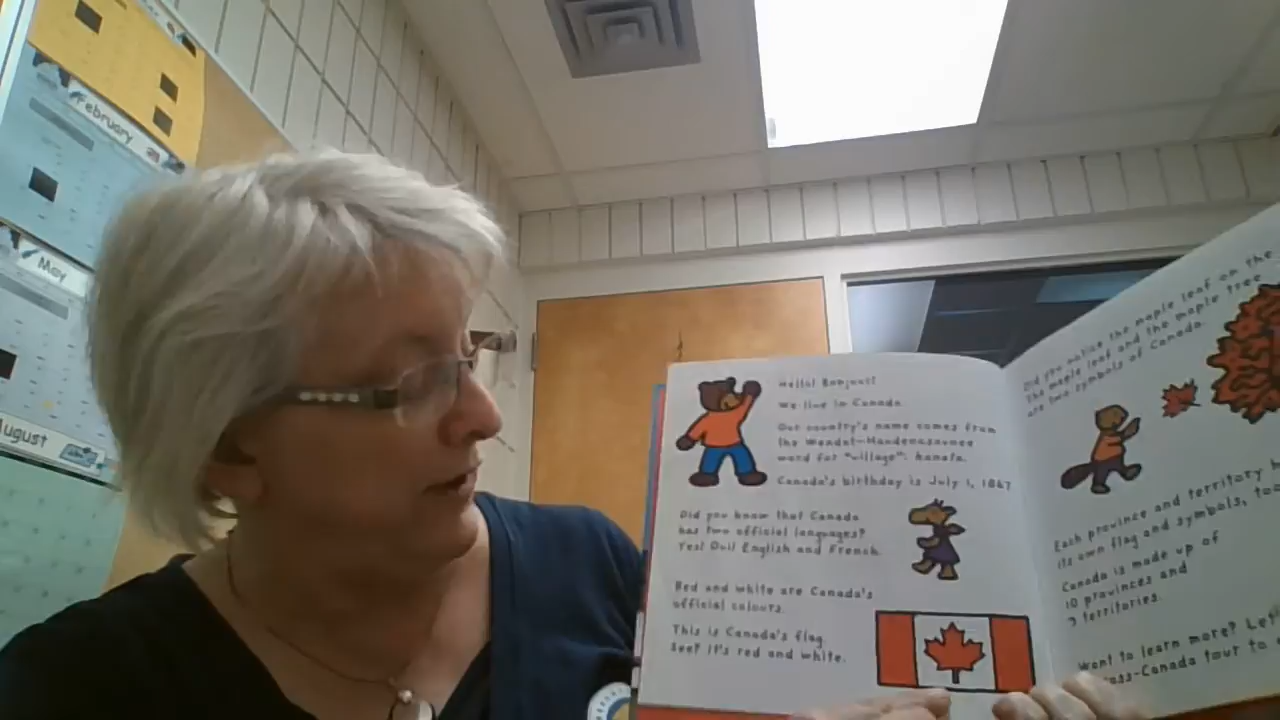 February
May
August
Hello! Bonjour!
We live in Canada.
Our country's name comes from
the Wendat-Haudenosaunee
word for "village": kanata.
Canada's birthday is July 1, 1867
Did you know that Canada
has two official languages?
Yes! Oui! English and French.
Red and white are Canada's
official colours.
This is Canada's flag.
See? It's red and white.
Did you notice the maple leaf on the
The maple leaf and the maple tree
are two symbols of Canada.
Each province and territory
its own flag and symbols, too
Canada is made up of
10 provinces and
3 territories.
Want to learn more? Let's
-Canada tour to